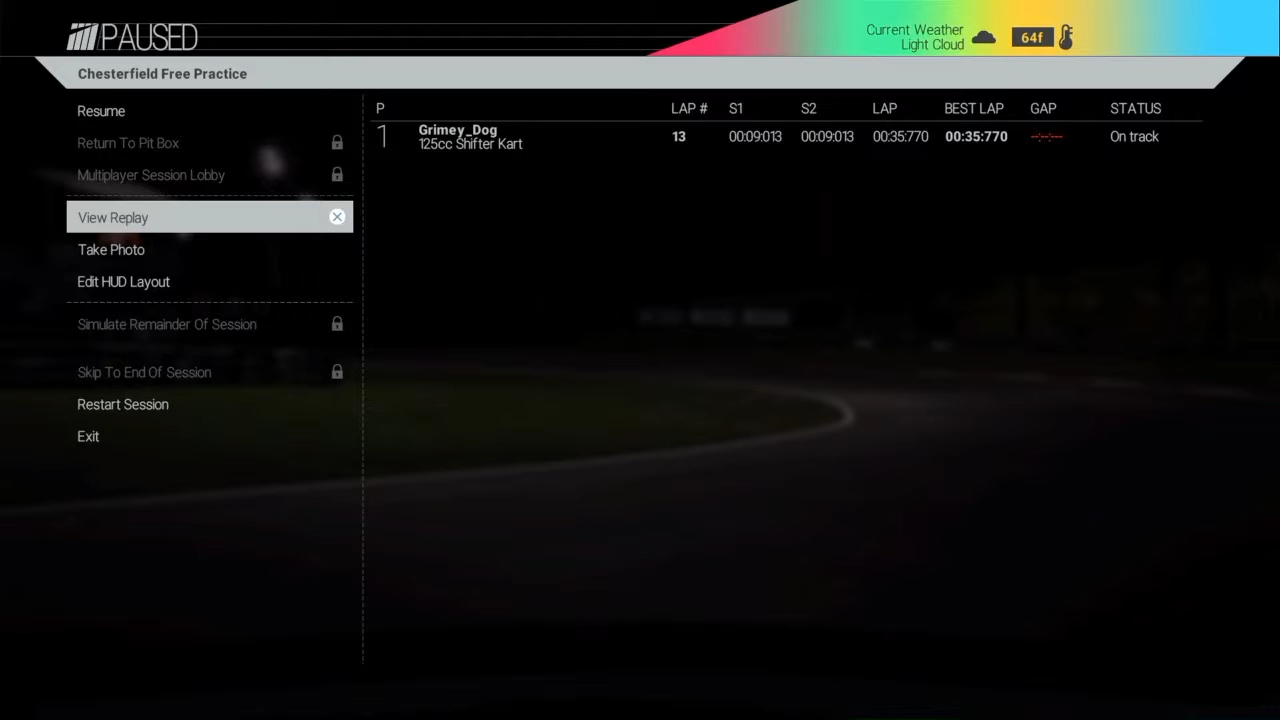 PAUSED
Current Weather
Light Cloud
64f
Chesterfield Free Practice
Resume
Return To Pit Box
Multiplayer Session Lobby
View Replay
Take Photo
Edit HUD Layout
Simulate Remainder Of Session
Skip To End Of Session
Restart Session
Exit
P LAP # S1 S2 LAP BEST LAP GAP STATUS
1 Grimey_Dog 13 00:09:013 00:09:013 00:35:770 00:35:770 --:--:--- On track
125cc Shifter Kart